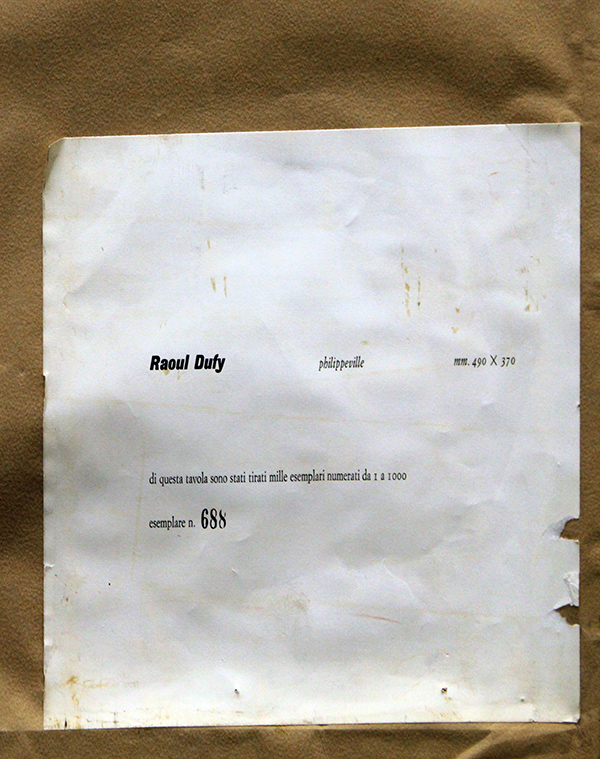 Raoul Dufy philippeville mm. 490 X 370
di questa tavola sono stati tirati mille esemplari numerati da 1 a 1000
esemplare n. 688